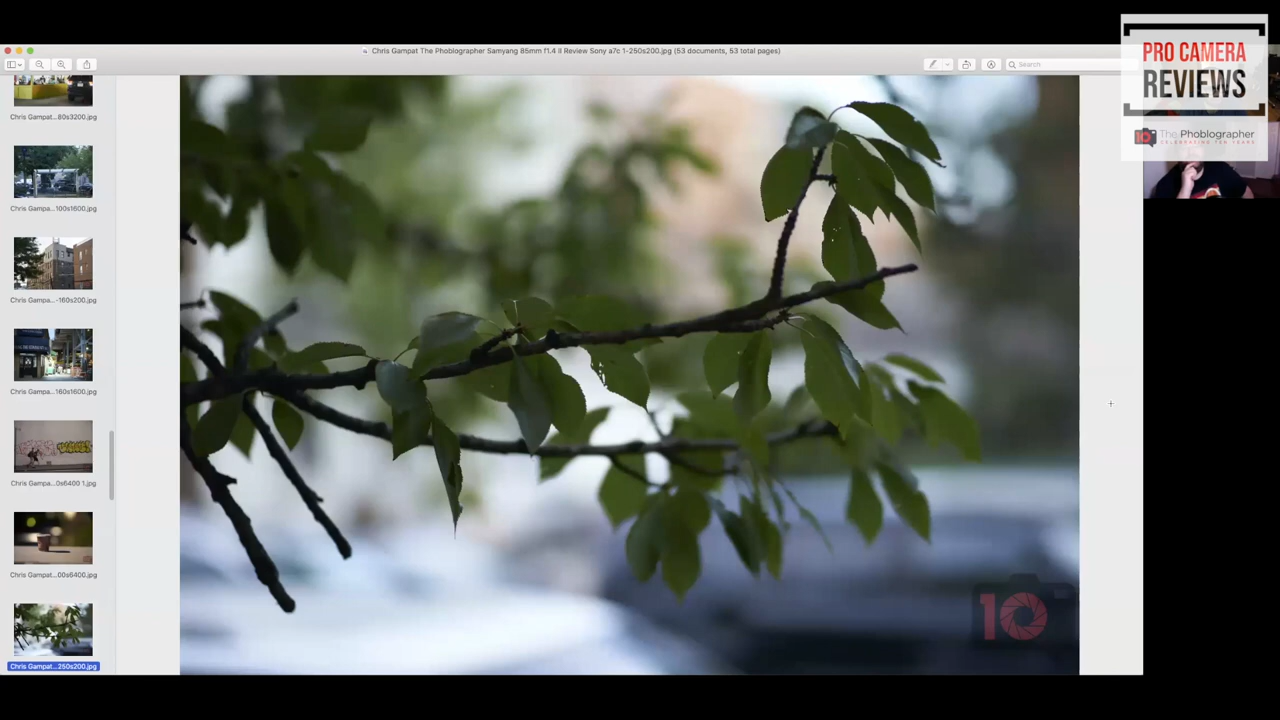 Chris Gampat The Phoblographer Samyang 85mm f1.4 II Review Sony a7c 1-250s200.jpg (53 documents, 53 total pages)
Search
PRO CAMERA
REVIEWS
10 The Phoblographer
CELEBRATING TEN YEARS
Chris Gampat...80s3200.jpg
Chris Gampa...100s1600.jpg
Chris Gampa...-160s200.jpg
Chris Gampa...160s1600.jpg
Chris Gampa...0s6400 1.jpg
Chris Gampat...00s6400.jpg
Chris Gampat...250s200.jpg
10